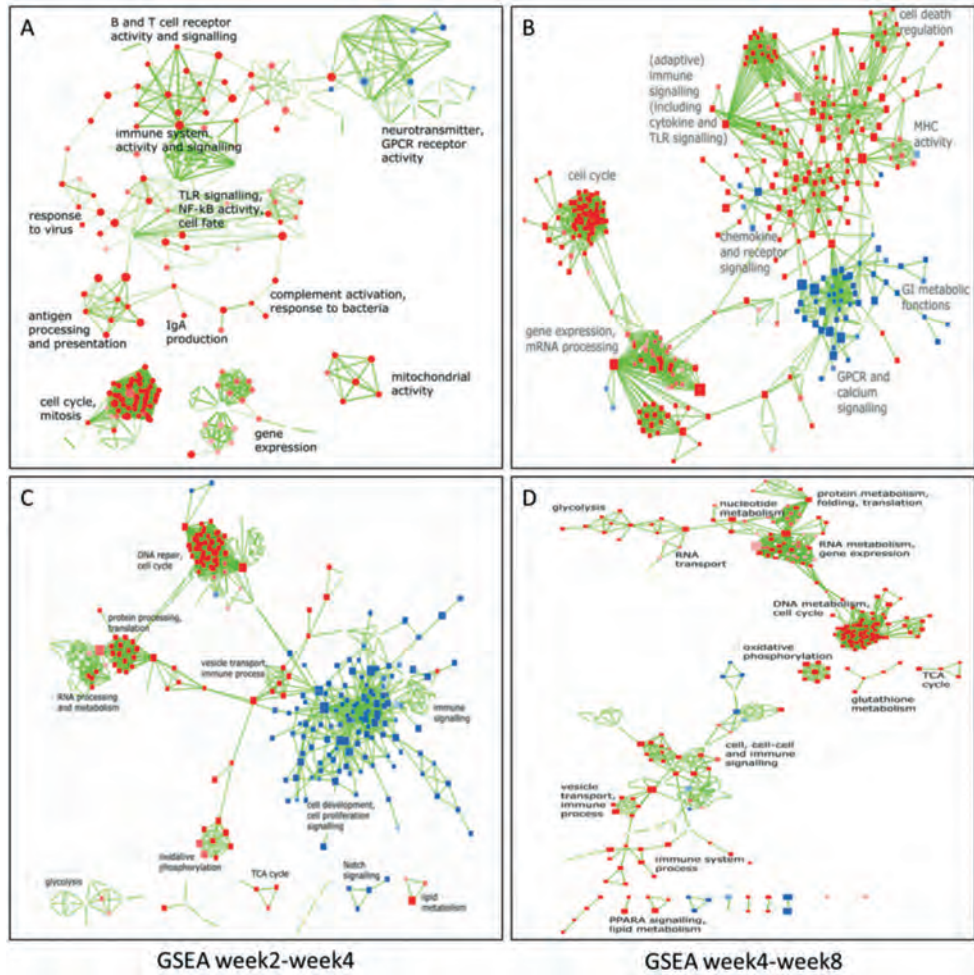 A
B and T cell receptor
activity and signalling
immune system,
activity and signalling
neurotransmitter,
GPCR receptor
activity
TLR signalling,
NF-kB activity,
cell fate
response
to virus
antigen
processing
and presentation
IgA
production
complement activation,
response to bacteria
cell cycle,
mitosis
gene
expression
mitochondrial
activity
B
cell death
regulation
(adaptive)
immune
signalling
(including
cytokine and
TLR signalling)
MHC
activity
cell cycle
chemokine
and receptor
signalling
GI metabolic
functions
gene expression,
mRNA processing
GPCR and
calcium
signalling
C
DNA repair,
cell cycle
protein processing,
translation
vesicle transport,
immune process
RNA processing
and metabolism
immune
signalling
cell development,
cell proliferation
signalling
oxidative
phosphorylation
glycolysis
TCA cycle
Notch
signalling
lipid
metabolism
D
glycolysis
nucleotide
metabolism
protein metabolism,
folding, translation
RNA
transport
RNA metabolism,
gene expression
DNA metabolism,
cell cycle
oxidative
phosphorylation
TCA
cycle
glutathione
metabolism
cell, cell-cell
and immune
signalling
vesicle
transport,
immune
process
immune system
process
PPARA signalling,
lipid metabolism
GSEA week2-week4
GSEA week4-week8